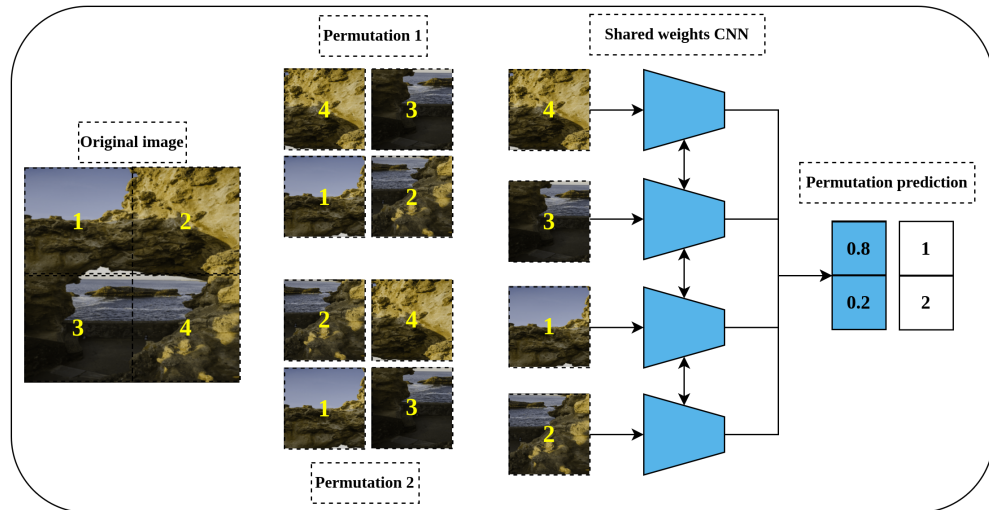 Original image
1 2
3 4
Permutation 1
4 3
1 2
2 4
1 3
Permutation 2
Shared weights CNN
4
3
1
2
Permutation prediction
0.8 1
0.2 2